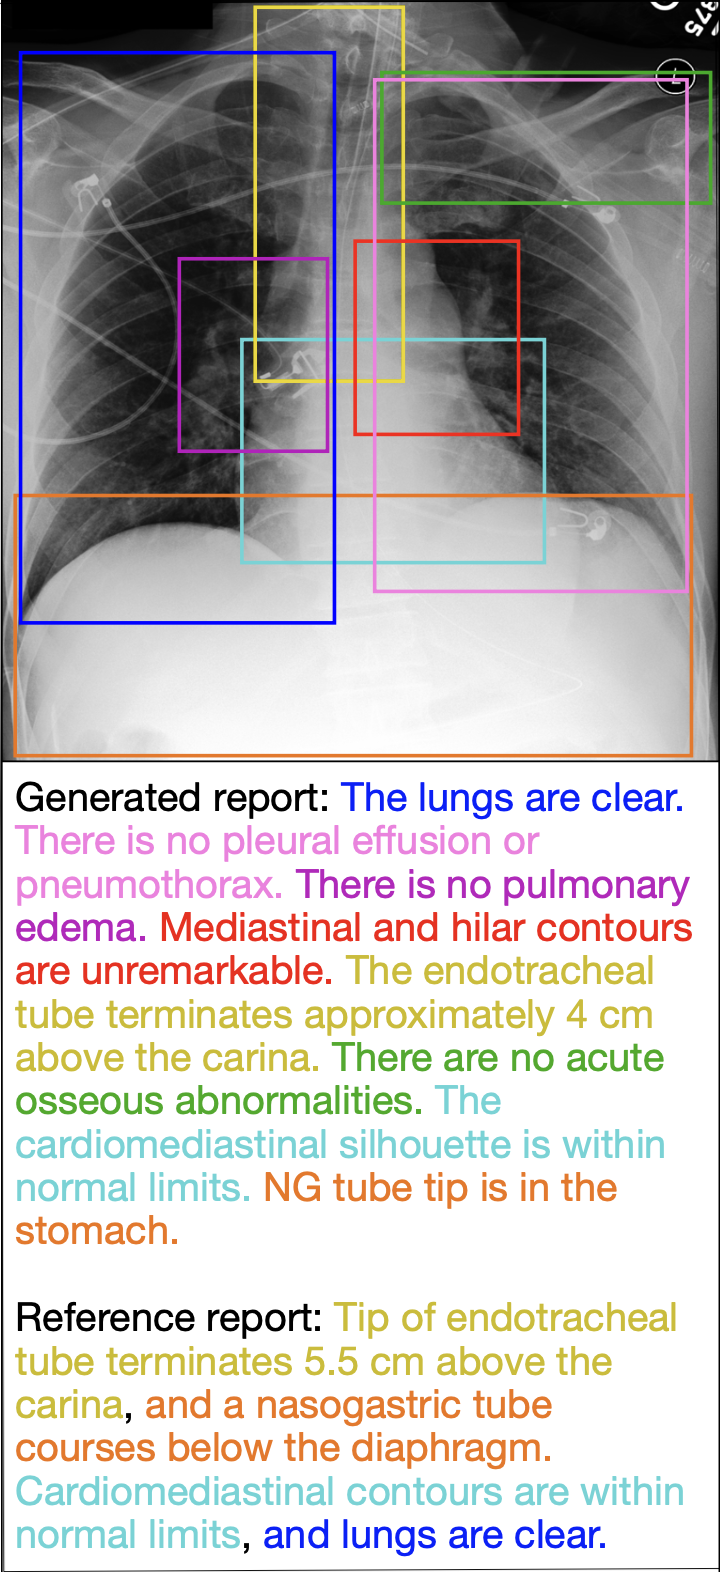 975
L
Generated report: The lungs are clear.
There is no pleural effusion or
pneumothorax. There is no pulmonary
edema. Mediastinal and hilar contours
are unremarkable. The endotracheal
tube terminates approximately 4 cm
above the carina. There are no acute
osseous abnormalities. The
cardiomediastinal silhouette is within
normal limits. NG tube tip is in the
stomach.
Reference report: Tip of endotracheal
tube terminates 5.5 cm above the
carina, and a nasogastric tube
courses below the diaphragm.
Cardiomediastinal contours are within
normal limits, and lungs are clear.